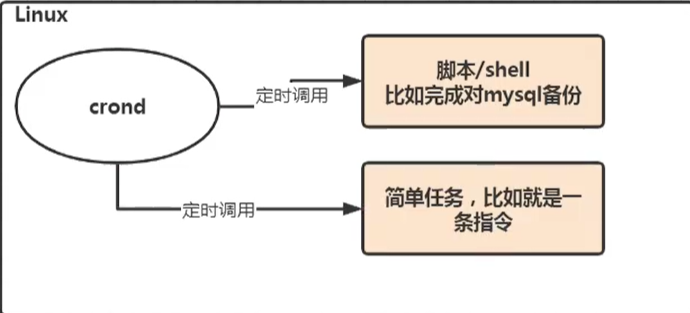 Linux
crond
定时调用
脚本/shell
比如完成对mysql备份
定时调用
简单任务，比如就是一
条指令